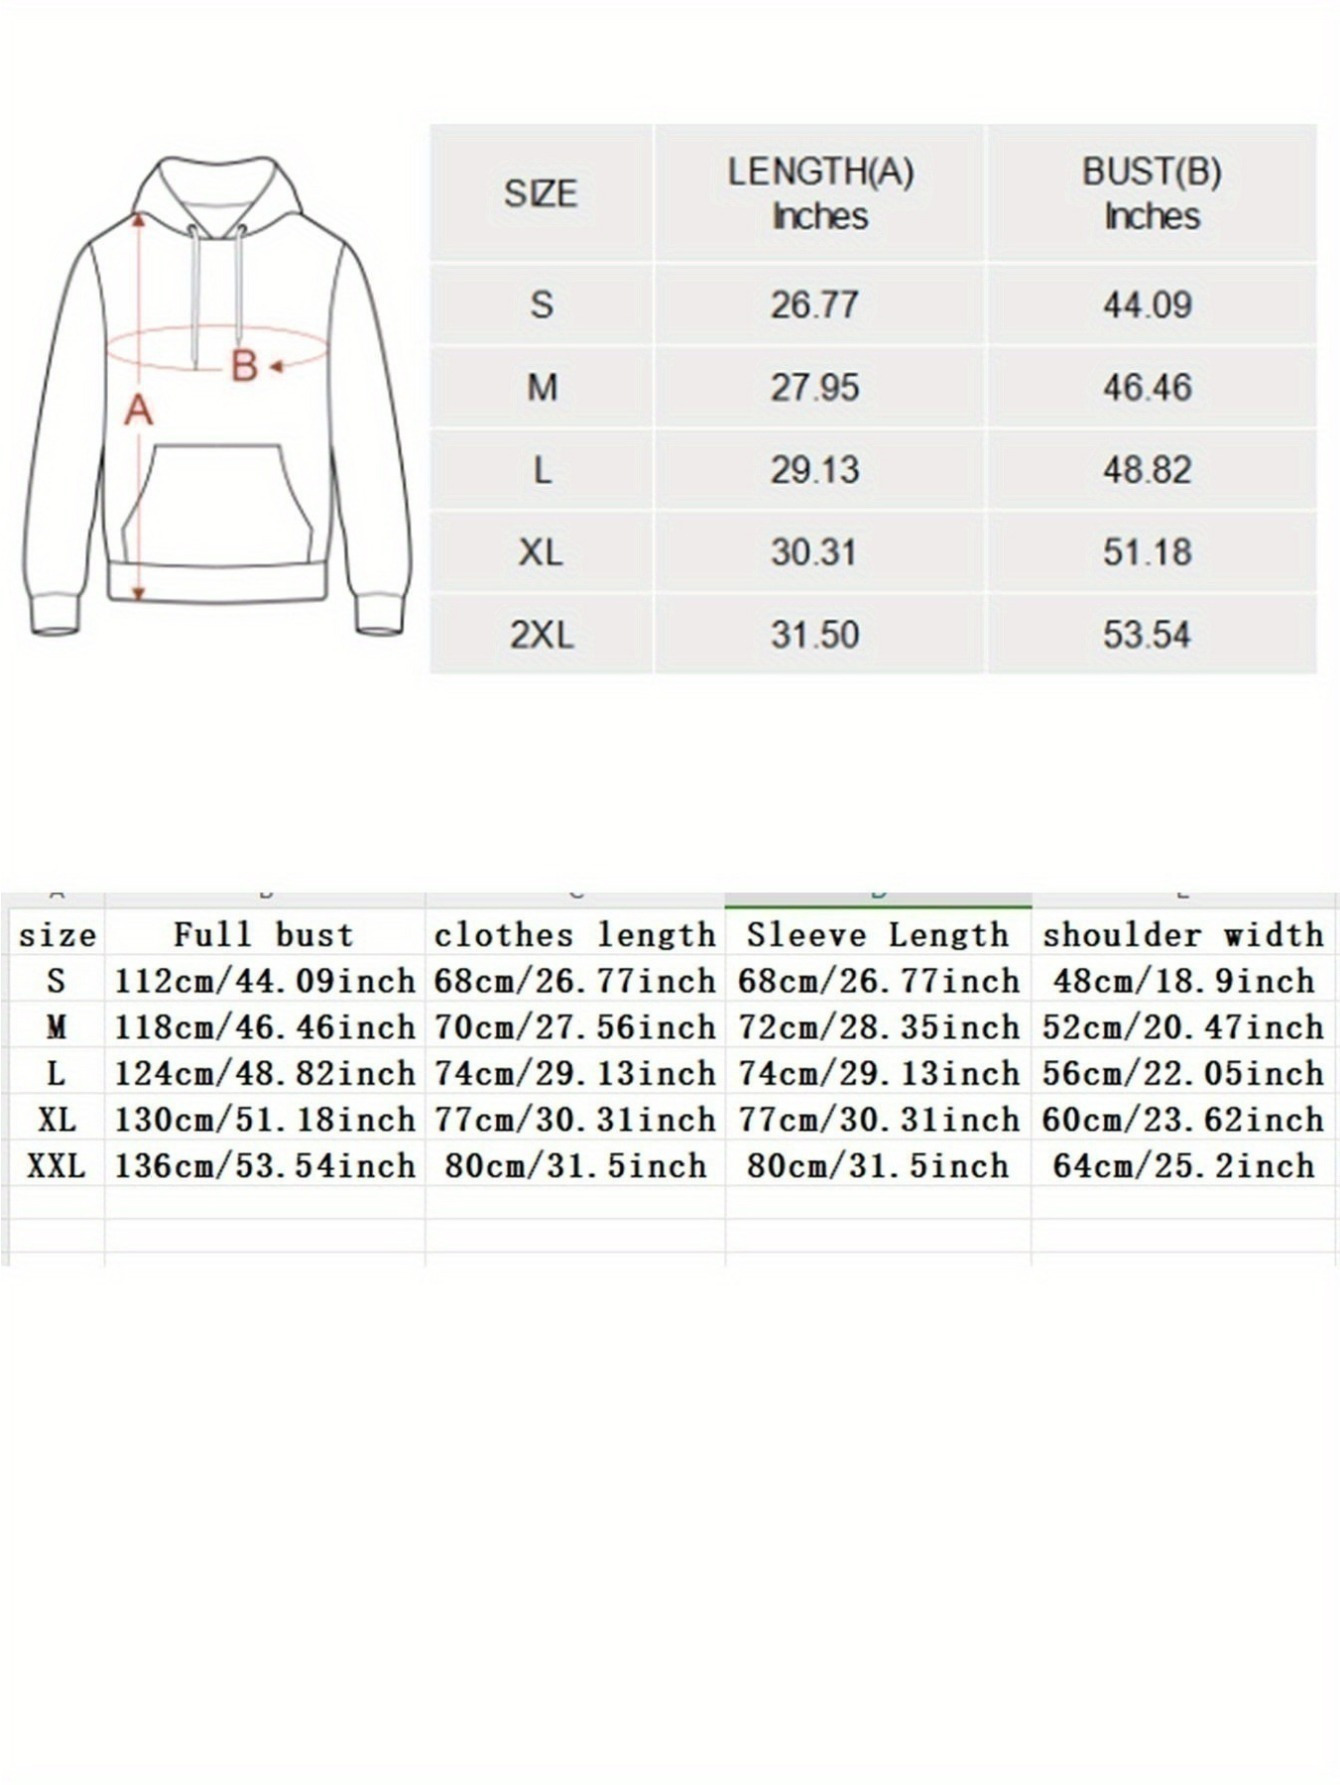 SIZE LENGTH(A) Inches BUST(B) Inches
S 26.77 44.09
M 27.95 46.46
L 29.13 48.82
XL 30.31 51.18
2XL 31.50 53.54
A
B
size Full bust clothes length Sleeve Length shoulder width
S 112cm/44.09inch 68cm/26.77inch 68cm/26.77inch 48cm/18.9inch
M 118cm/46.46inch 70cm/27.56inch 72cm/28.35inch 52cm/20.47inch
L 124cm/48.82inch 74cm/29.13inch 74cm/29.13inch 56cm/22.05inch
XL 130cm/51.18inch 77cm/30.31inch 77cm/30.31inch 60cm/23.62inch
XXL 136cm/53.54inch 80cm/31.5inch 80cm/31.5inch 64cm/25.2inch